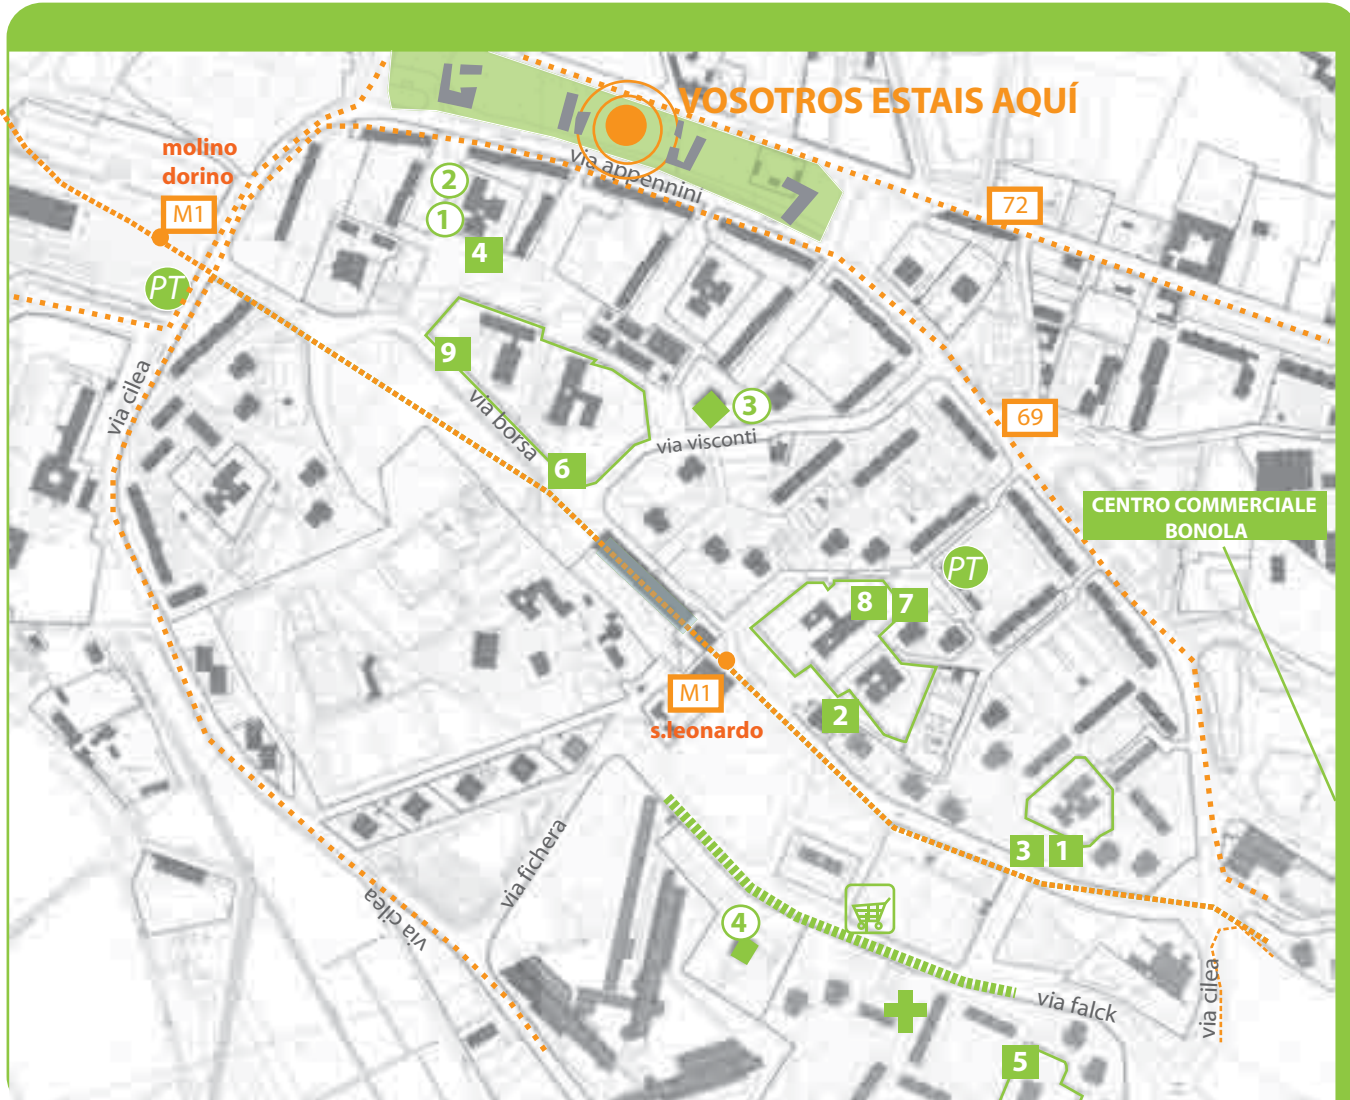 VOSOTROS ESTAIS AQUÍ
molino
dorino
M1
via appennini
2
1
4
72
PT
9
via cilea
via borsa
3
via visconti
69
6
CENTRO COMMERCIALE
BONOLA
PT
8
7
M1
s.leonardo
2
3
1
via fichera
via cilea
4
via falck
via cilea
5